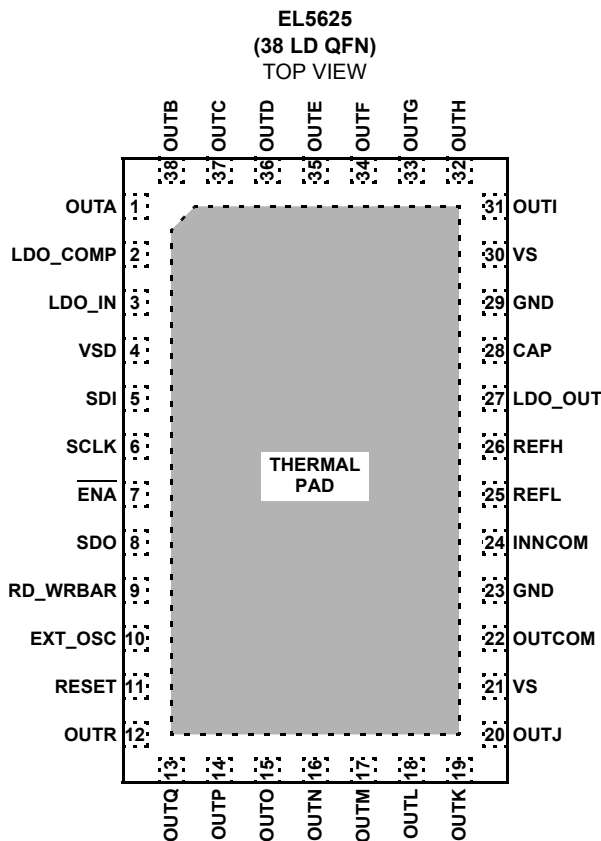 EL5625
(38 LD QFN)
TOP VIEW
38 OUTB
37 OUTC
36 OUTD
35 OUTE
34 OUTF
33 OUTG
32 OUTH
OUTA 1
LDO_COMP 2
LDO_IN 3
VSD 4
SDI 5
SCLK 6
ENA 7
SDO 8
RD_WRBAR 9
EXT_OSC 10
RESET 11
OUTR 12
THERMAL
PAD
31 OUTI
30 VS
29 GND
28 CAP
27 LDO_OUT
26 REFH
25 REFL
24 INNCOM
23 GND
22 OUTCOM
21 VS
20 OUTJ
OUTQ 13
OUTP 14
OUTO 15
OUTN 16
OUTM 17
OUTL 18
OUTK 19